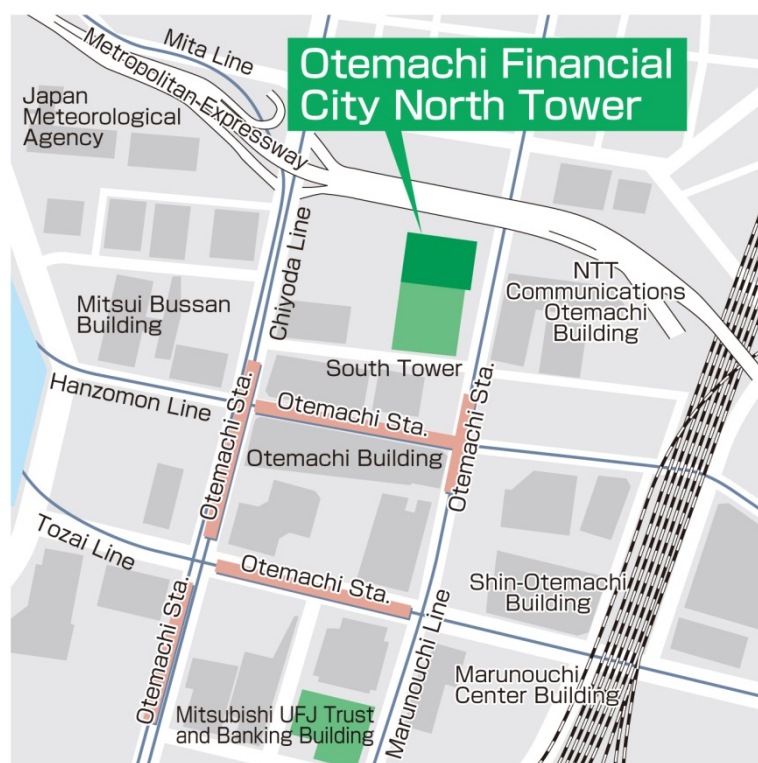 Mita Line
Metropolitan Expressway
Otemachi Financial
City North Tower
Japan
Meteorological
Agency
Chiyoda Line
NTT
Communications
Otemachi
Building
Mitsui Bussan
Building
South Tower
Hanzomon Line
Otemachi Sta.
Otemachi Sta.
Otemachi Sta.
Otemachi Building
Tozai Line
Otemachi Sta.
Otemachi Sta.
Shin-Otemachi
Building
Marunouchi Line
Marunouchi
Center Building
Mitsubishi UFJ Trust
and Banking Building